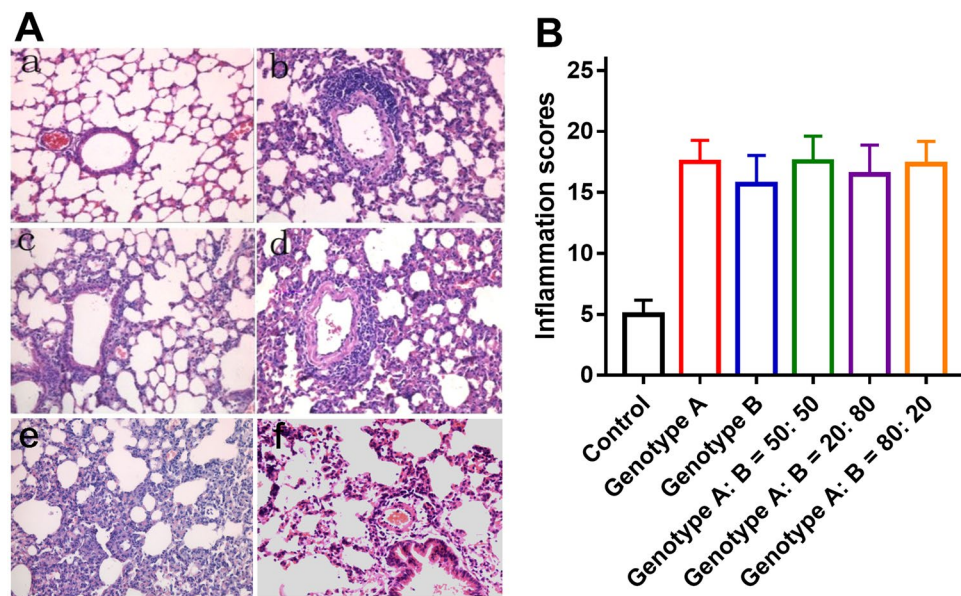 A
a
b
c
d
e
f
B
Inflammation scores
25
20
15
10
5
0
Control
Genotype A
Genotype B
Genotype A: B = 50: 50
Genotype A: B = 20: 80
Genotype A: B = 80: 20